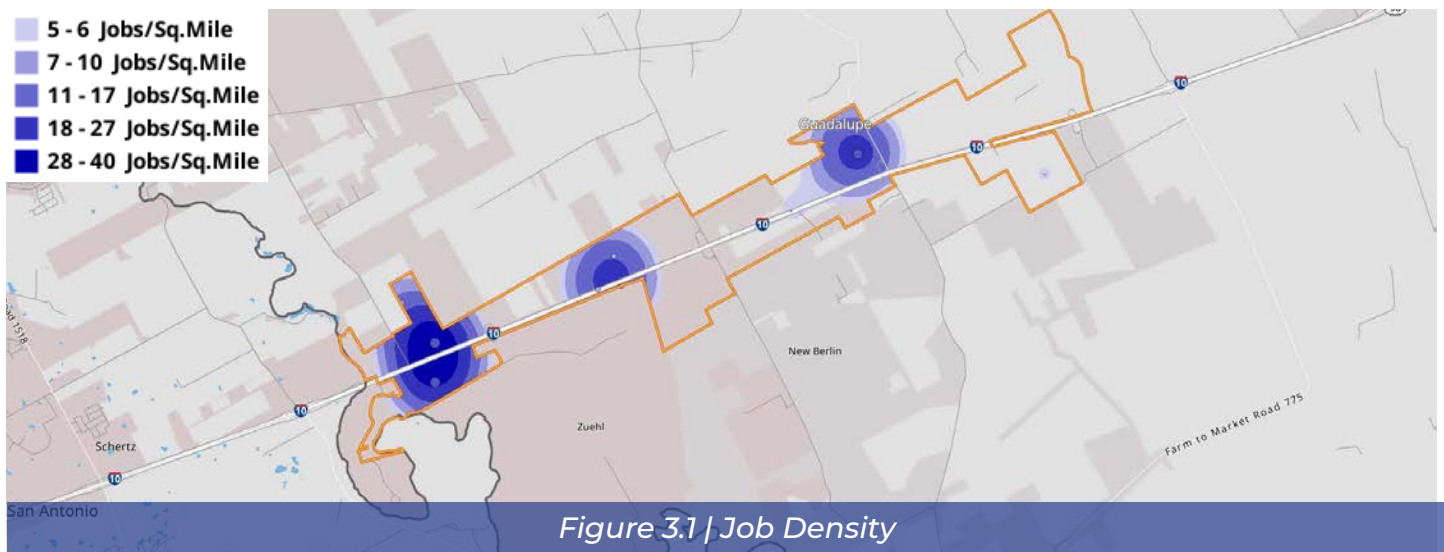 5 - 6 Jobs/Sq.Mile
7 - 10 Jobs/Sq.Mile
11 - 17 Jobs/Sq.Mile
18 - 27 Jobs/Sq.Mile
28 - 40 Jobs/Sq.Mile
10
Guadalupe
10
10
10
New Berlin
Farm to Market Road 775
ad 1518
10
Zuehl
Schertz
10
San Antonio
Figure 3.1 | Job Density